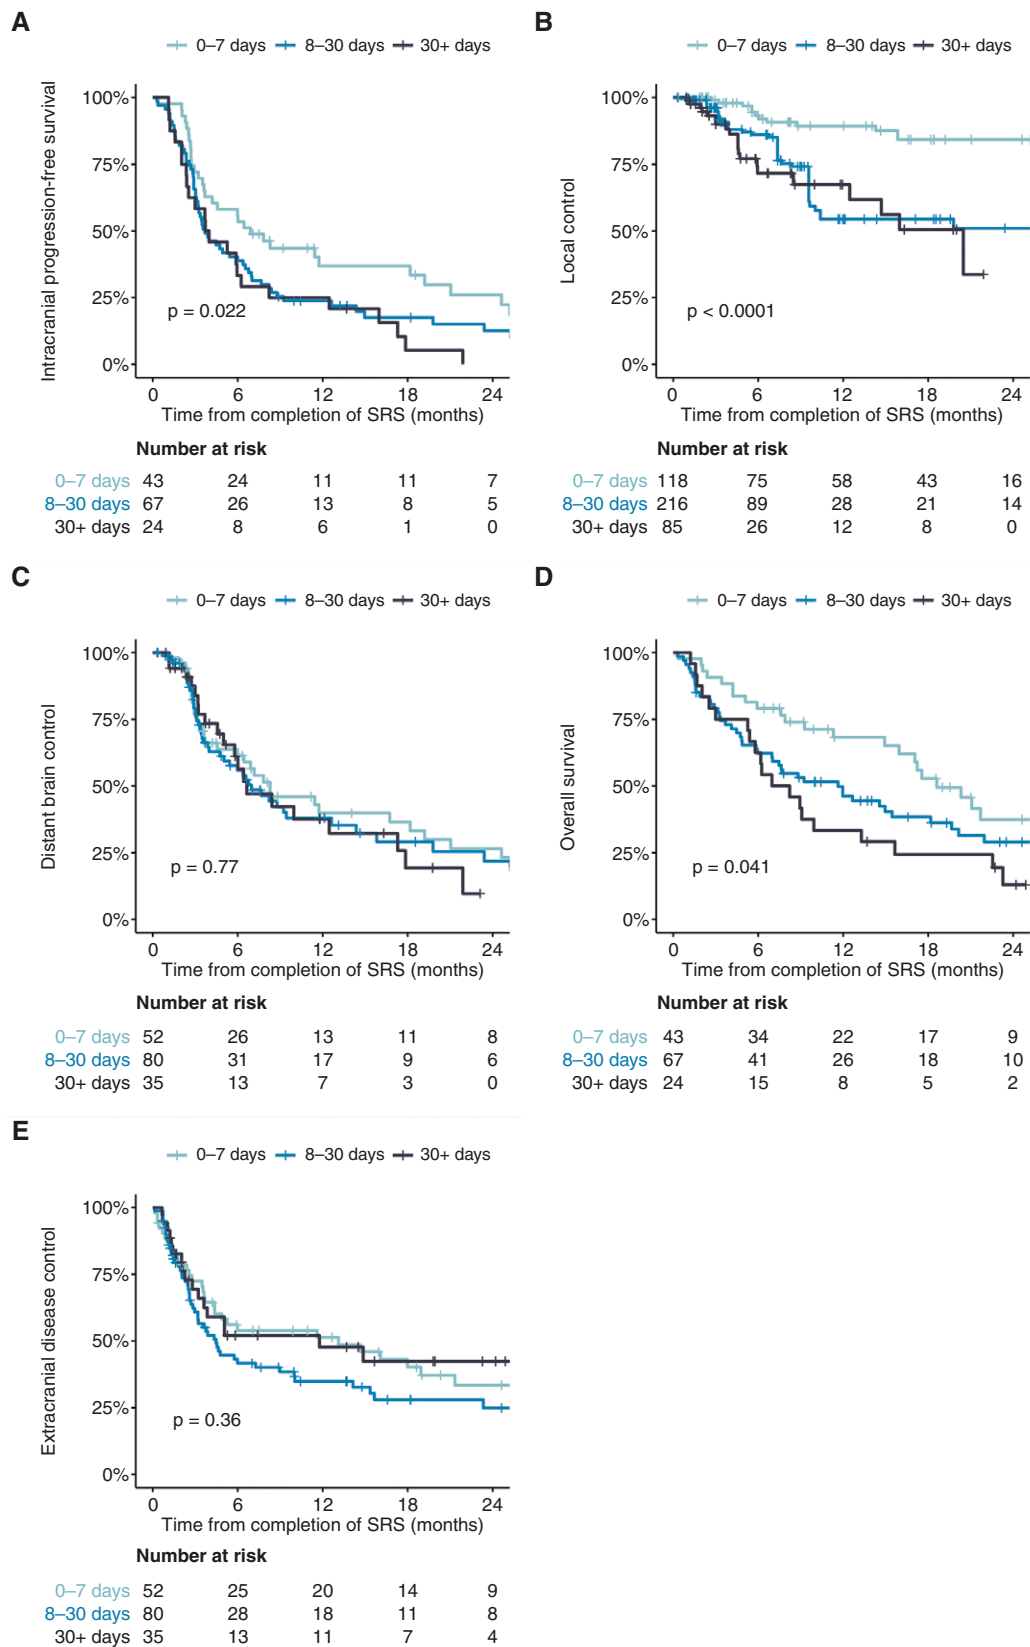 A
0–7 days 8–30 days 30+ days
Intracranial progression-free survival
100%
75%
50%
25%
0%
p = 0.022
0 6 12 18 24
Time from completion of SRS (months)
Number at risk
0–7 days 43 24 11 11 7
8–30 days 67 26 13 8 5
30+ days 24 8 6 1 0
B
0–7 days 8–30 days 30+ days
Local control
100%
75%
50%
25%
0%
p < 0.0001
0 6 12 18 24
Time from completion of SRS (months)
Number at risk
0–7 days 118 75 58 43 16
8–30 days 216 89 28 21 14
30+ days 85 26 12 8 0
C
0–7 days 8–30 days 30+ days
Distant brain control
100%
75%
50%
25%
0%
p = 0.77
0 6 12 18 24
Time from completion of SRS (months)
Number at risk
0–7 days 52 26 13 11 8
8–30 days 80 31 17 9 6
30+ days 35 13 7 3 0
D
0–7 days 8–30 days 30+ days
Overall survival
100%
75%
50%
25%
0%
p = 0.041
0 6 12 18 24
Time from completion of SRS (months)
Number at risk
0–7 days 43 34 22 17 9
8–30 days 67 41 26 18 10
30+ days 24 15 8 5 2
E
0–7 days 8–30 days 30+ days
Extracranial disease control
100%
75%
50%
25%
0%
p = 0.36
0 6 12 18 24
Time from completion of SRS (months)
Number at risk
0–7 days 52 25 20 14 9
8–30 days 80 28 18 11 8
30+ days 35 13 11 7 4